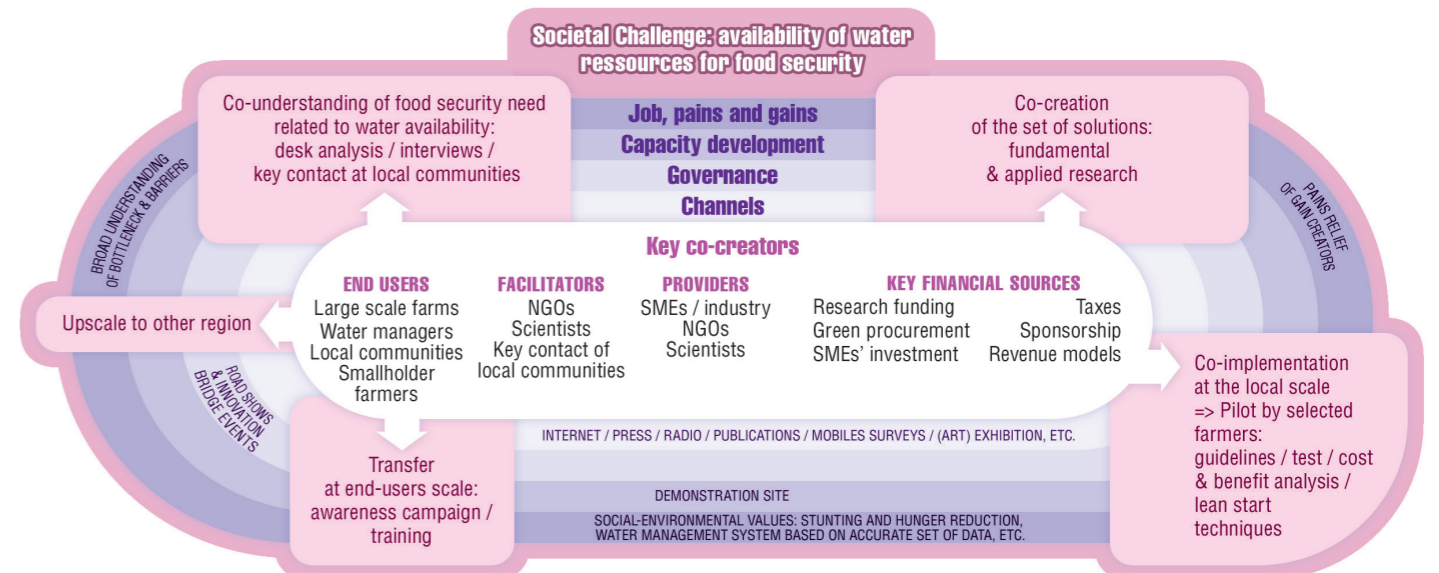 Societal Challenge: availability of water
ressources for food security
Co-understanding of food security need
related to water availability:
desk analysis / interviews /
key contact at local communities
Job, pains and gains
Capacity development
Governance
Channels
Co-creation
of the set of solutions:
fundamental
& applied research
BROAD UNDERSTANDING
OF BOTTLENECK & BARRIERS
PAINS RELIEF
OF GAIN CREATORS
Key co-creators
END USERS
Large scale farms
Water managers
Local communities
Smallholder
farmers
FACILITATORS
NGOs
Scientists
Key contact of
local communities
PROVIDERS
SMEs / industry
NGOs
Scientists
KEY FINANCIAL SOURCES
Research funding
Green procurement
SMEs’ investment
Taxes
Sponsorship
Revenue models
Upscale to other region
ROAD SHOWS
& INNOVATION
BRIDGE EVENTS
Transfer
at end-users scale:
awareness campaign /
training
INTERNET / PRESS / RADIO / PUBLICATIONS / MOBILES SURVEYS / (ART) EXHIBITION, ETC.
DEMONSTRATION SITE
SOCIAL-ENVIRONMENTAL VALUES: STUNTING AND HUNGER REDUCTION,
WATER MANAGEMENT SYSTEM BASED ON ACCURATE SET OF DATA, ETC.
Co-implementation
at the local scale
=> Pilot by selected
farmers:
guidelines / test / cost
& benefit analysis /
lean start
techniques